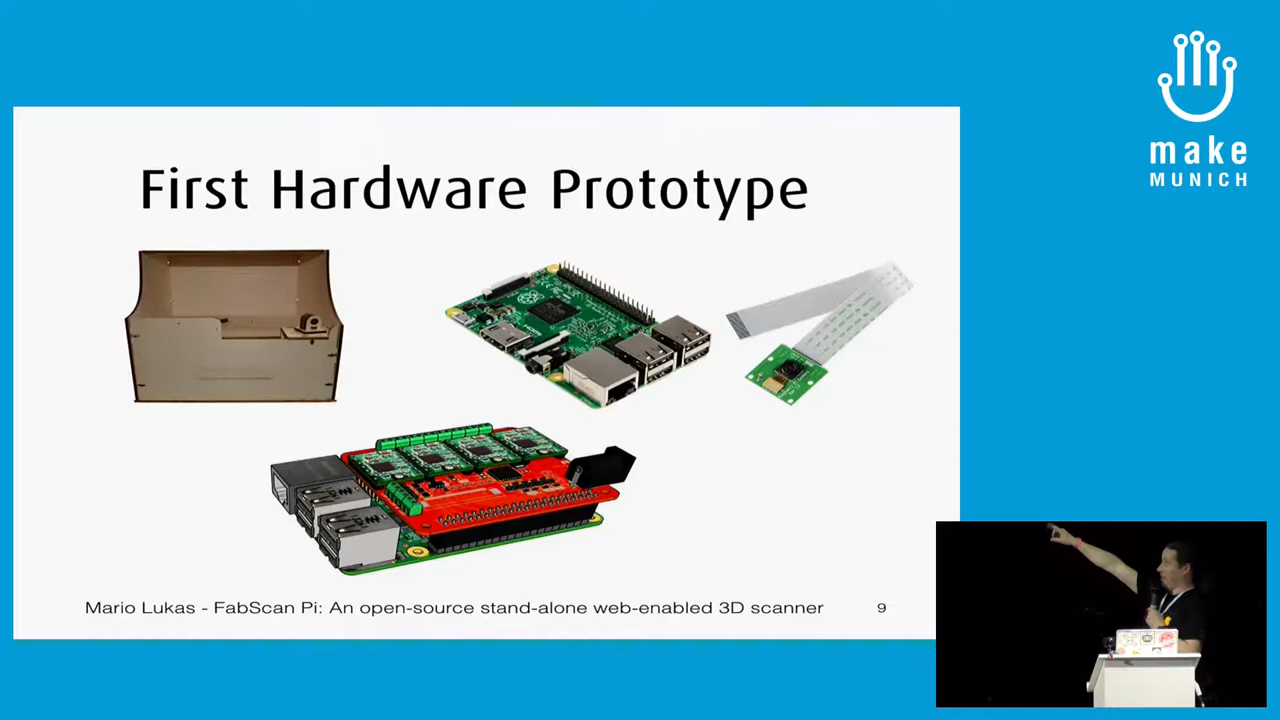 First Hardware Prototype
Mario Lukas - FabScan Pi: An open-source stand-alone web-enabled 3D scanner
9
make
MUNICH